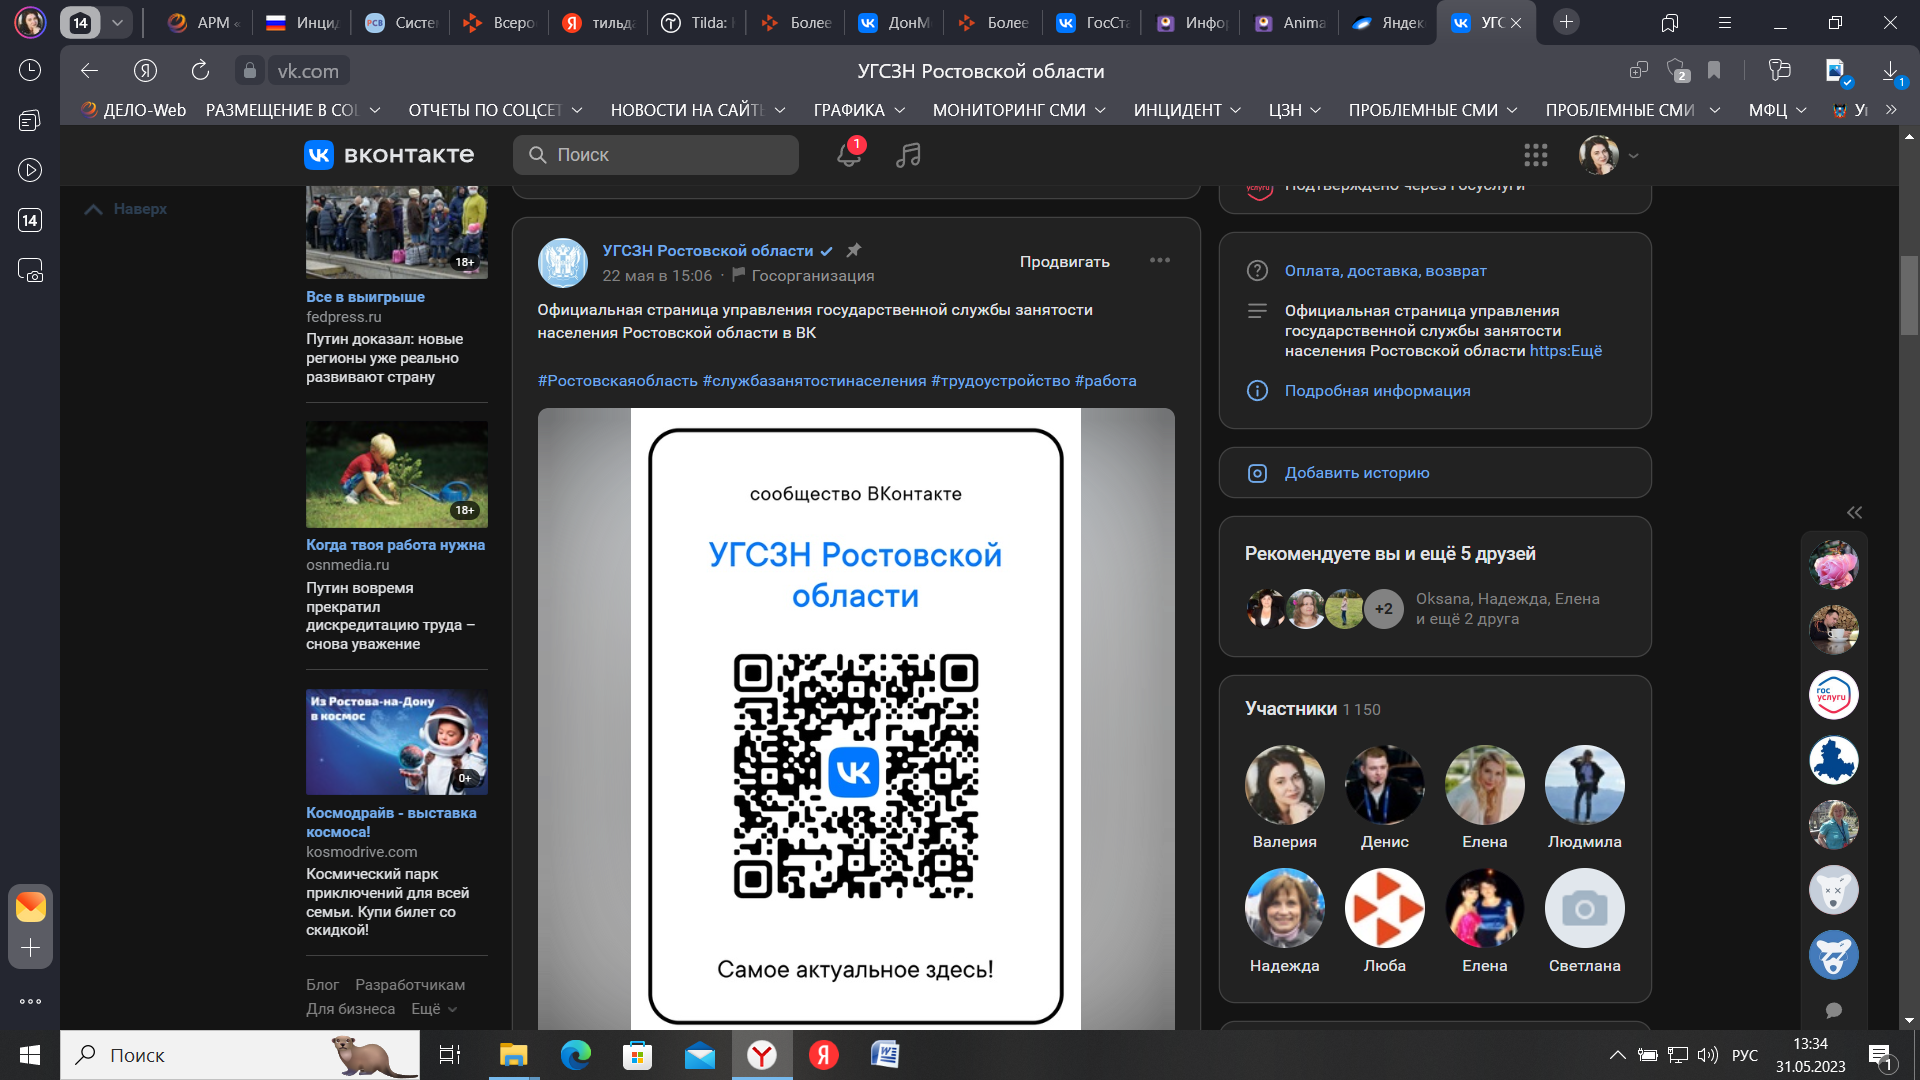 14
АРМ «
Инцид
Систе
Всеро
тильд
Tilda:
Более
ДонМ
Более
ГосСт
Инфо
Anima
Яндек
УГС
vk.com
УГСЗН Ростовской области
2
1
ДЕЛО-Web
РАЗМЕЩЕНИЕ В СО
ОТЧЕТЫ ПО СОЦСЕ
НОВОСТИ НА САЙТ
ГРАФИКА
МОНИТОРИНГ СМИ
ИНЦИДЕНТ
ЦЗН
ПРОБЛЕМНЫЕ СМИ
ПРОБЛЕМНЫЕ СМИ
МФЦ
14
вконтакте
Поиск
1
Наверх
18+
Все в выигрыше
fedpress.ru
Путин доказал: новые
регионы уже реально
развивают страну
18+
Когда твоя работа нужна
osnmedia.ru
Путин вовремя
прекратил
дискредитацию труда –
снова уважение
Из Ростова-на-Дону
в космос
0+
Космодрайв - выставка
космоса!
kosmodrive.com
Космический парк
приключений для всей
семьи. Купи билет со
скидкой!
Блог Разработчикам
Для бизнеса Ещё
УГСЗН Ростовской области
22 мая в 15:06 · Госорганизация
Продвигать
Официальная страница управления государственной службы занятости
населения Ростовской области в ВК
#Ростовскаяобласть #службазанятостинаселения #трудоустройство #работа
сообщество ВКонтакте
УГСЗН Ростовской
области
Самое актуальное здесь!
Подтверждено через Госуслуги
Оплата, доставка, возврат
Официальная страница управления
государственной службы занятости
населения Ростовской области https:Ещё
Подробная информация
Добавить историю
Рекомендуете вы и ещё 5 друзей
+2
Oksana, Надежда, Елена
и ещё 2 друга
Участники 1 150
Валерия
Денис
Елена
Людмила
Надежда
Люба
Елена
Светлана
гос
услуги
Поиск
РУС
13:34
31.05.2023
1